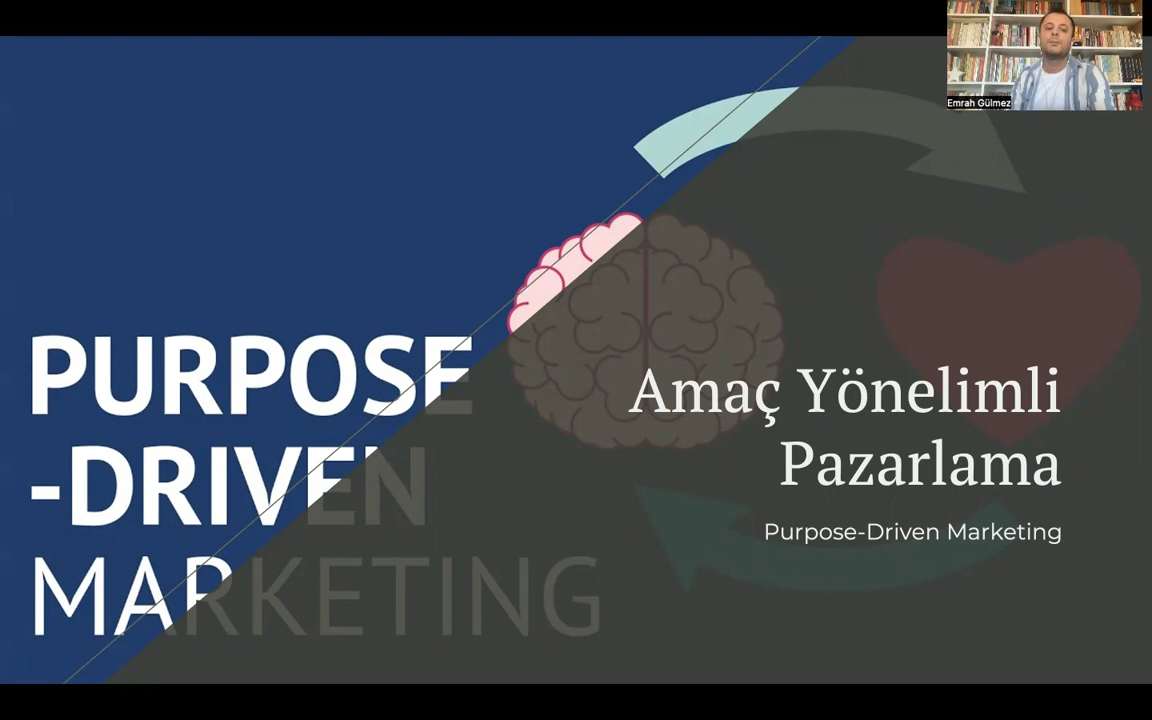 Emrah Gülmez
PURPOSE
-DRIVEN
MARKETING
Amaç Yönelimli
Pazarlama
Purpose-Driven Marketing